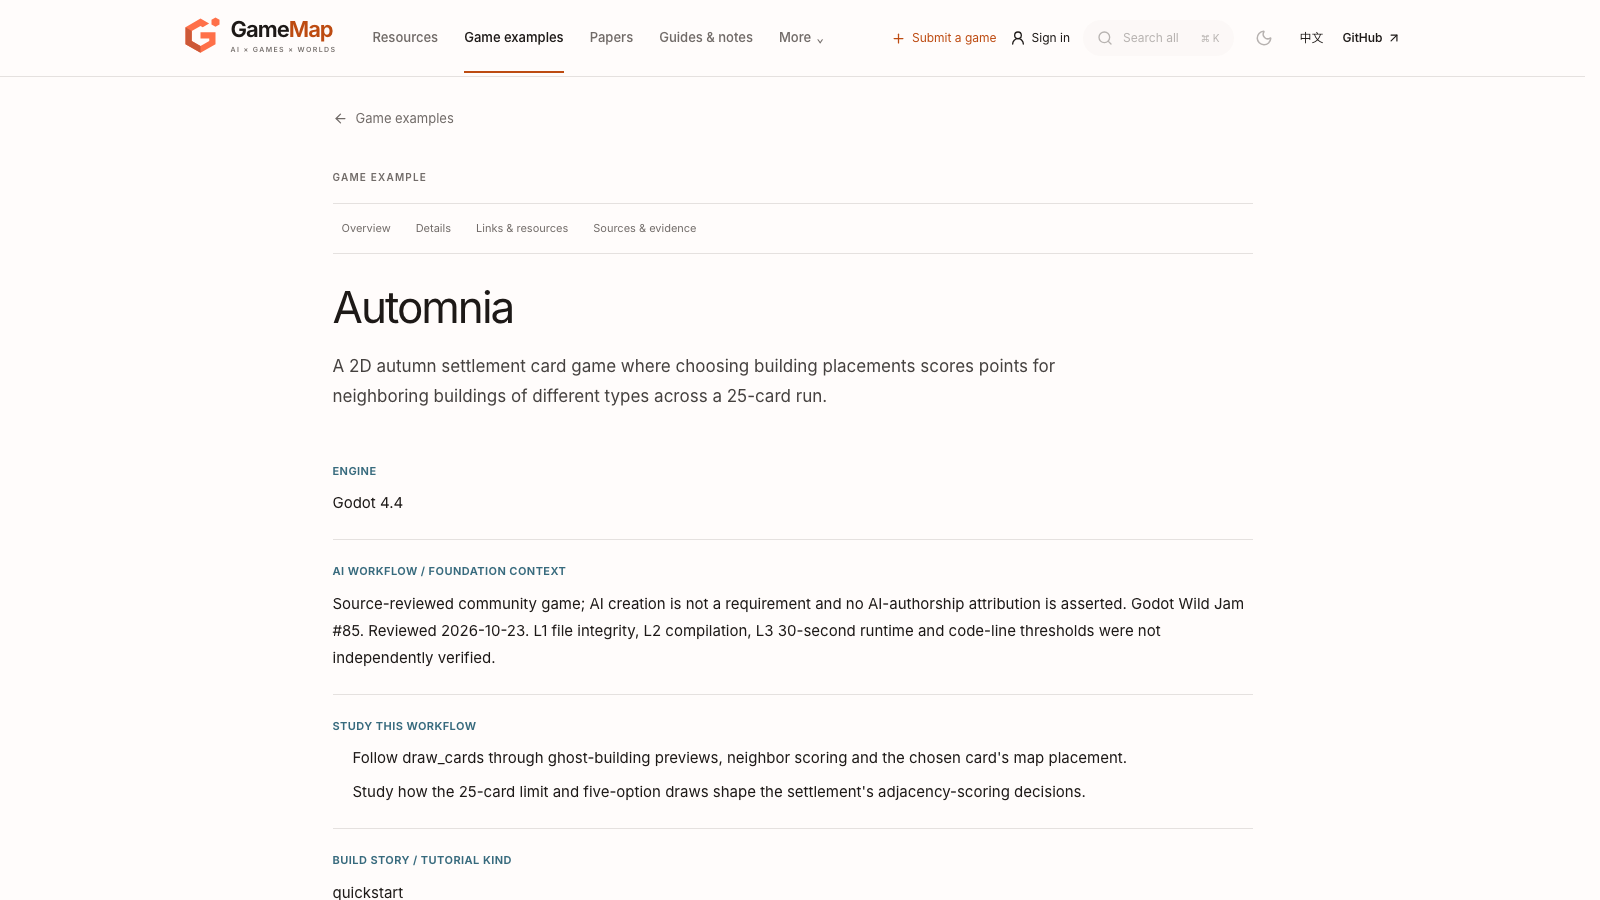 GameMap
AI × GAMES × WORLDS
Resources
Game examples
Papers
Guides & notes
More
Submit a game
Sign in
Search all
⌘ K
中文
GitHub
Game examples
GAME EXAMPLE
Overview
Details
Links & resources
Sources & evidence
Automnia
A 2D autumn settlement card game where choosing building placements scores points for
neighboring buildings of different types across a 25-card run.
ENGINE
Godot 4.4
AI WORKFLOW / FOUNDATION CONTEXT
Source-reviewed community game; AI creation is not a requirement and no AI-authorship attribution is asserted. Godot Wild Jam
#85. Reviewed 2026-10-23. L1 file integrity, L2 compilation, L3 30-second runtime and code-line thresholds were not
independently verified.
STUDY THIS WORKFLOW
Follow draw_cards through ghost-building previews, neighbor scoring and the chosen card's map placement.
Study how the 25-card limit and five-option draws shape the settlement's adjacency-scoring decisions.
BUILD STORY / TUTORIAL KIND
quickstart